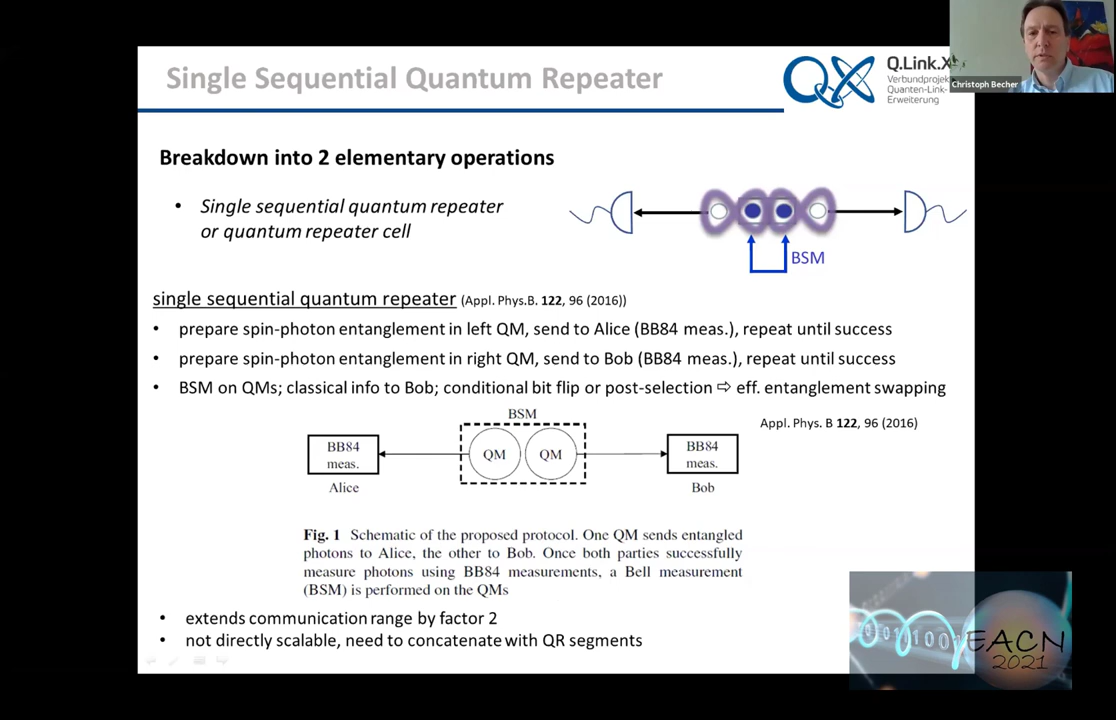 Single Sequential Quantum Repeater
Q.Link.X
Verbundprojekt
Quanten-Link-
Erweiterung
Christoph Becher
Breakdown into 2 elementary operations
• Single sequential quantum repeater
or quantum repeater cell
BSM
single sequential quantum repeater (Appl. Phys.B. 122, 96 (2016))
• prepare spin-photon entanglement in left QM, send to Alice (BB84 meas.), repeat until success
• prepare spin-photon entanglement in right QM, send to Bob (BB84 meas.), repeat until success
• BSM on QMs; classical info to Bob; conditional bit flip or post-selection ⇨ eff. entanglement swapping
Appl. Phys. B 122, 96 (2016)
BSM
BB84
meas.
QM
QM
BB84
meas.
Alice
Bob
Fig. 1 Schematic of the proposed protocol. One QM sends entangled
photons to Alice, the other to Bob. Once both parties successfully
measure photons using BB84 measurements, a Bell measurement
(BSM) is performed on the QMs
• extends communication range by factor 2
• not directly scalable, need to concatenate with QR segments
EACN
2021